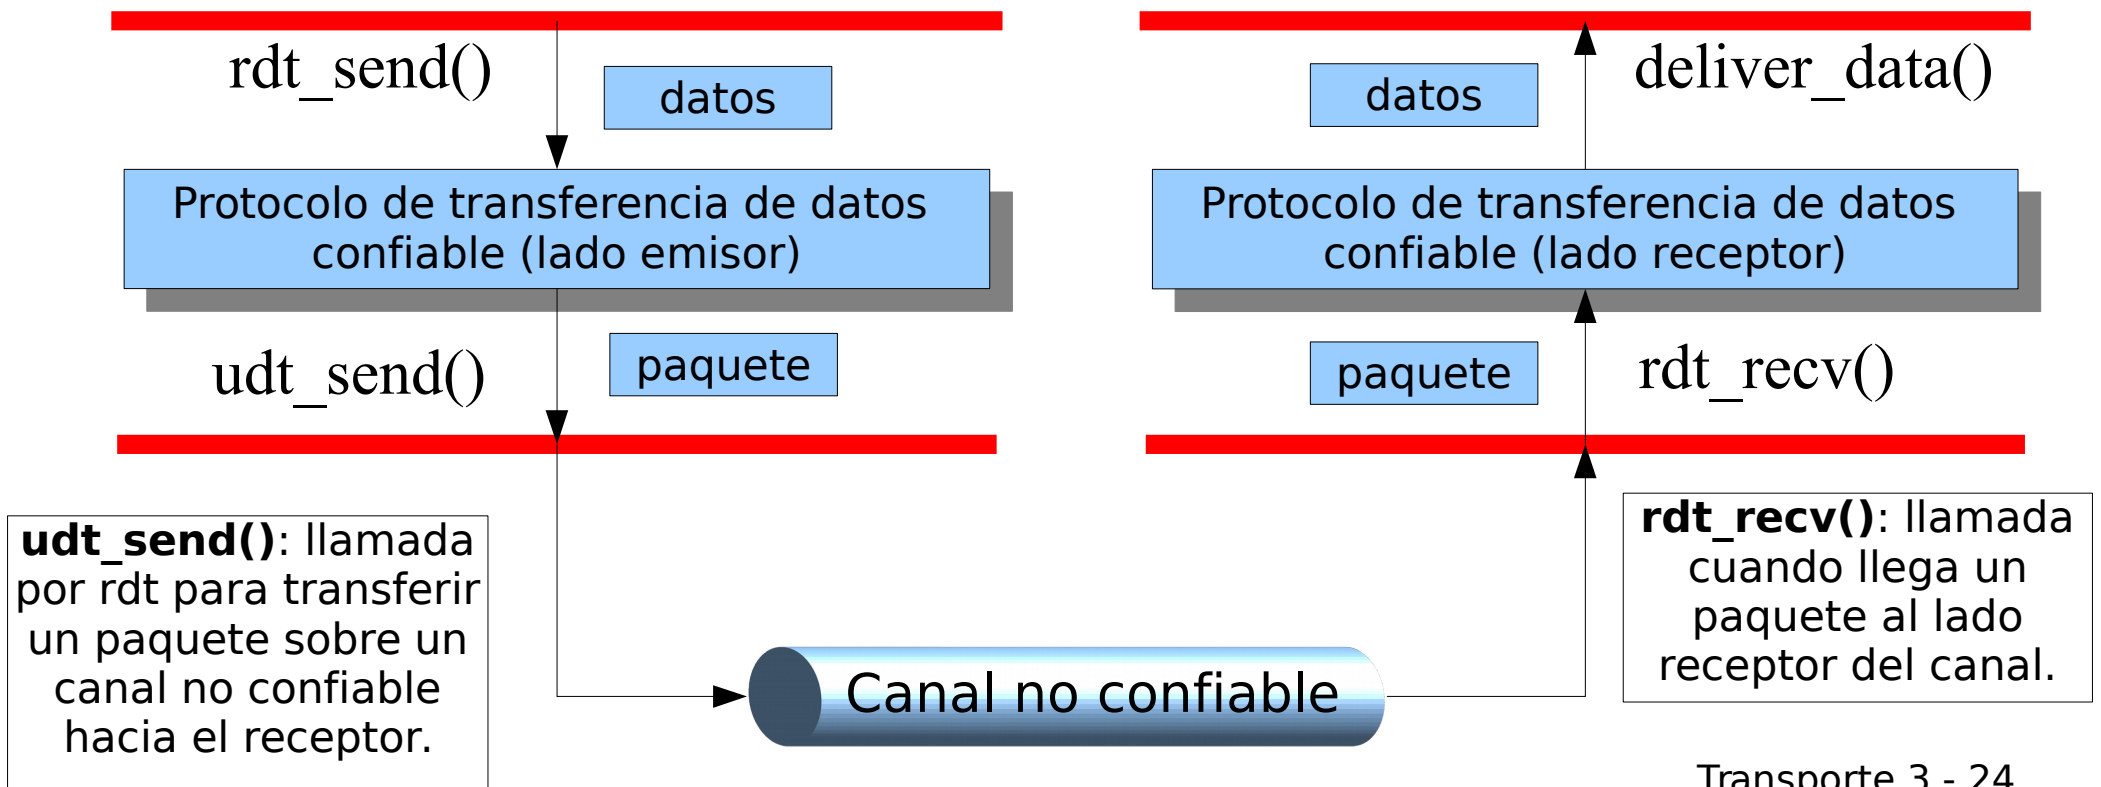 rdt_send()
datos
Protocolo de transferencia de datos
confiable (lado emisor)
udt_send()
paquete
udt_send(): llamada
por rdt para transferir
un paquete sobre un
canal no confiable
hacia el receptor.
Canal no confiable
datos
deliver_data()
Protocolo de transferencia de datos
confiable (lado receptor)
paquete
rdt_recv()
rdt_recv(): llamada
cuando llega un
paquete al lado
receptor del canal.
Transporte 3 - 24